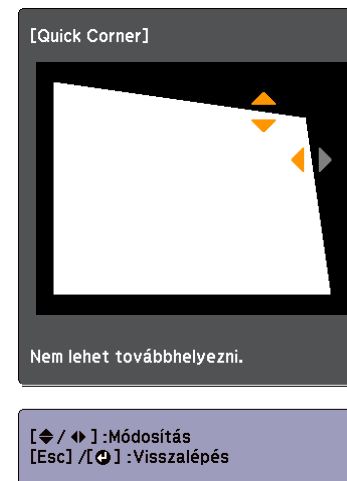 [Quick Corner]
Nem lehet továbbhelyezni.
[ / ] :Módosítás
[Esc] /[ ] :Visszalépés